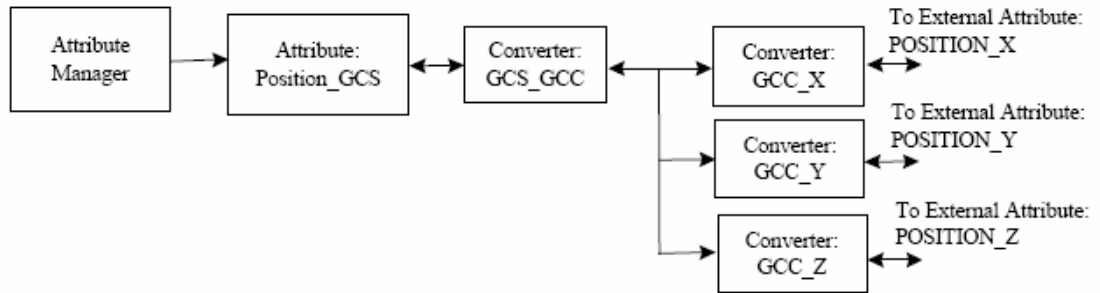 Attribute
Manager
Attribute:
Position_GCS
Converter:
GCS_GCC
Converter:
GCC_X
To External Attribute:
POSITION_X
Converter:
GCC_Y
To External Attribute:
POSITION_Y
Converter:
GCC_Z
To External Attribute:
POSITION_Z